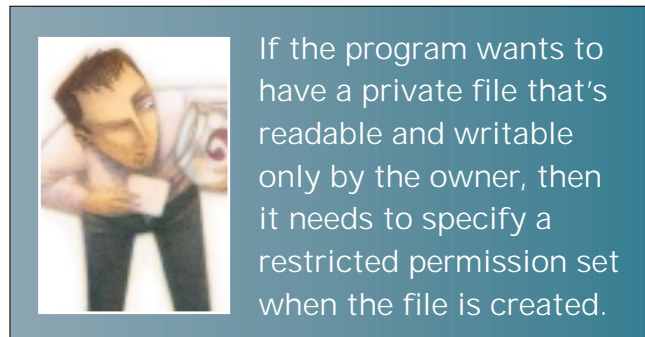 If the program wants to
have a private file that's
readable and writable
only by the owner, then
it needs to specify a
restricted permission set
when the file is created.